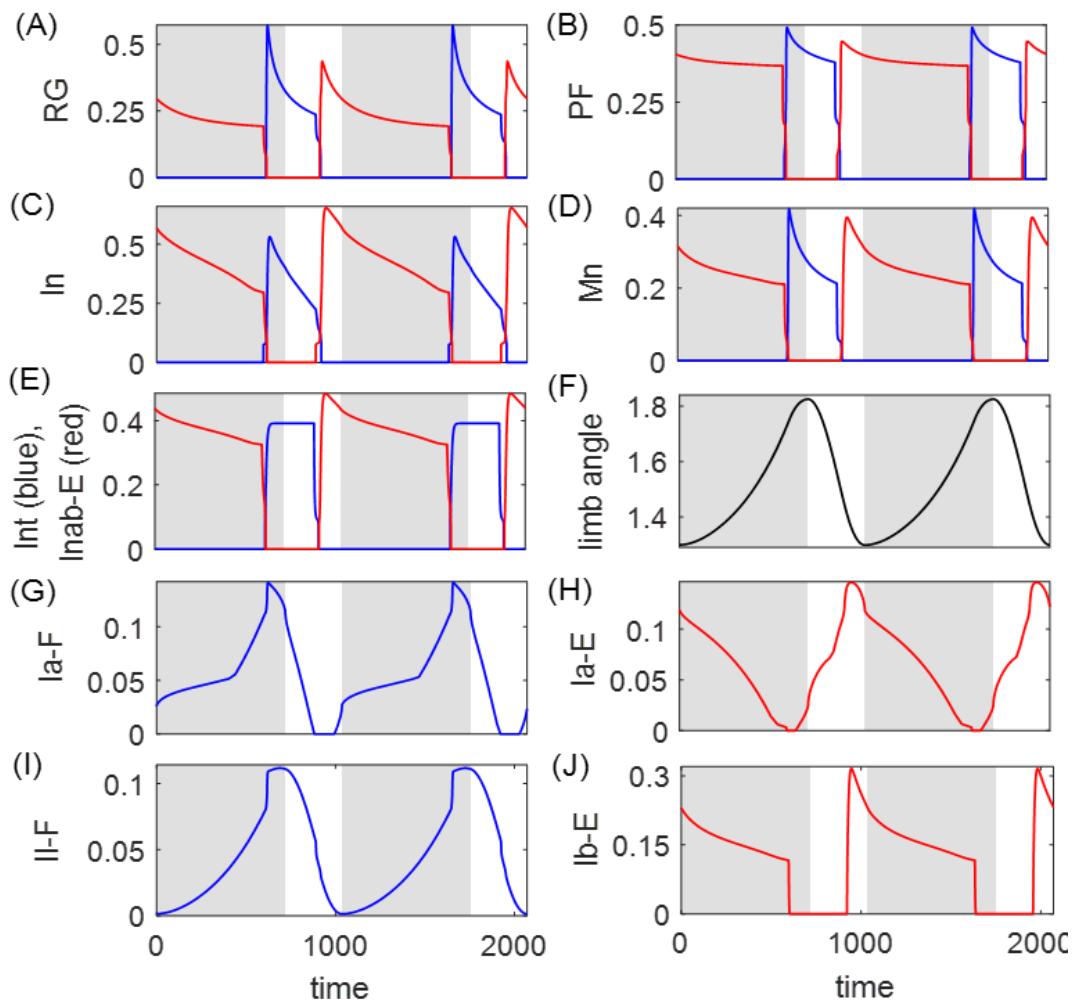 (A)
0.5
0.25
0
RG
(B)
0.5
0.25
0
PF
(C)
0.5
0.25
0
In
(D)
0.4
0.2
0
Mn
(E)
0.4
0.2
0
Int (blue),
Inab-E (red)
(F)
1.8
1.6
1.4
limb angle
(G)
0.1
0.05
0
Ia-F
(H)
0.1
0.05
0
Ia-E
(I)
0.1
0.05
0
II-F
0 1000 2000
time
(J)
0.3
0.15
0
Ib-E
0 1000 2000
time